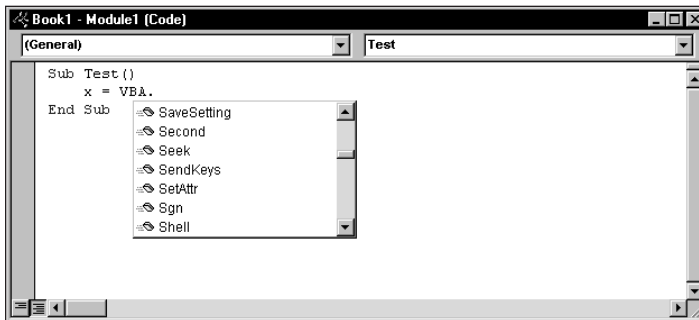 Book1 - Module1 (Code)
(General) Test
Sub Test()
x = VBA.
End Sub
SaveSetting
Second
Seek
SendKeys
SetAttr
Sgn
Shell